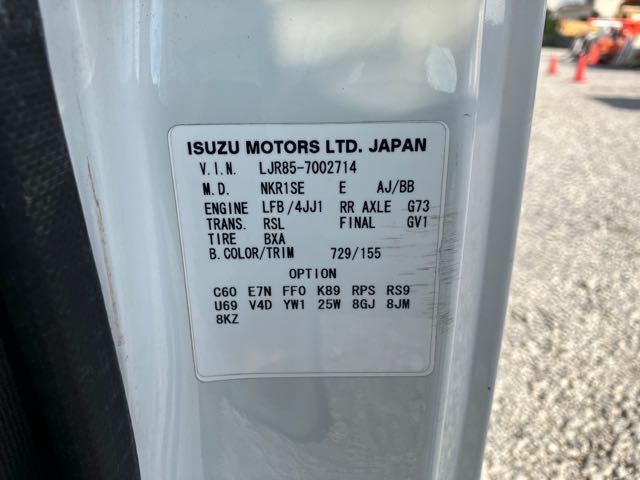 ISUZU MOTORS LTD. JAPAN
V.I.N. LJR85-7002714
M.D. NKR1SE E AJ/BB
ENGINE LFB/4JJ1 RR AXLE G73
TRANS. RSL FINAL GV1
TIRE BXA
B.COLOR/TRIM 729/155
OPTION
C60 E7N FF0 K89 RPS RS9
U69 V4D YW1 25W 8GJ 8JM
8KZ